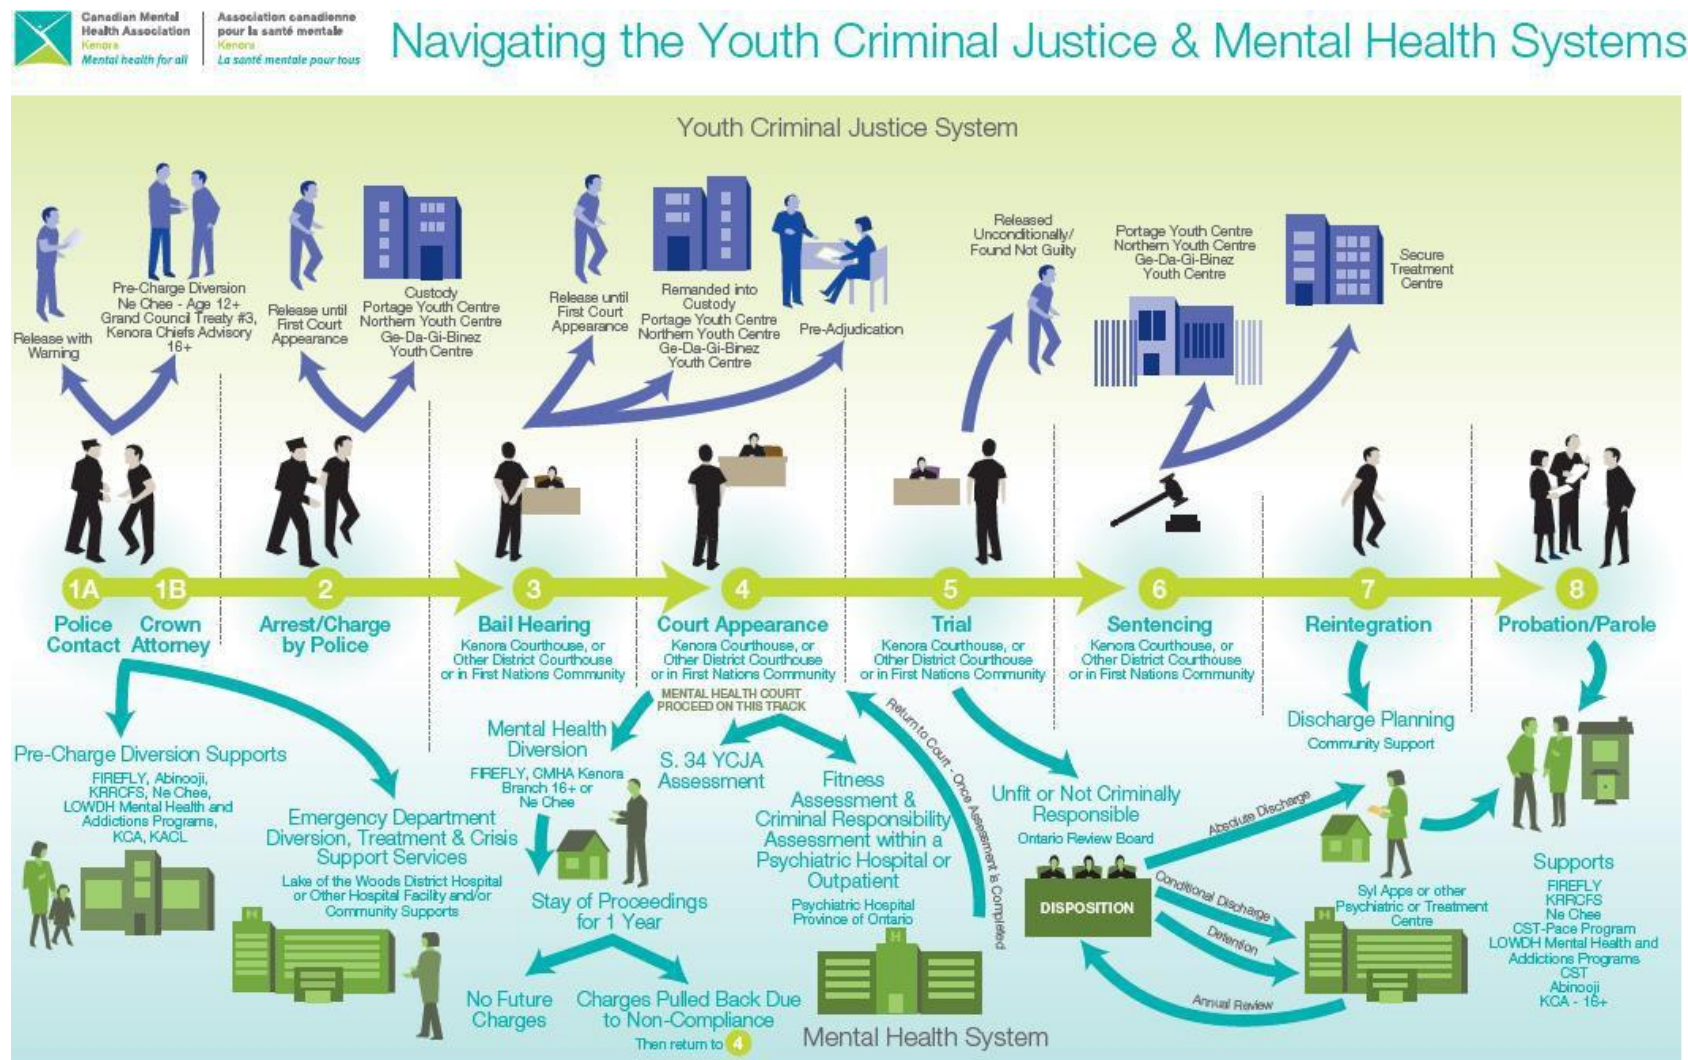 Canadian Mental
Health Association
Kenora
Mental health for all
Association canadienne
pour la santé mentale
Kenora
La santé mentale pour tous
Navigating the Youth Criminal Justice & Mental Health Systems
Youth Criminal Justice System
Release with
Warning
Pre-Charge Diversion
Ne Chee - Age 12+
Grand Council Treaty #3,
Kenora Chiefs Advisory
16+
Release until
First Court
Appearance
Custody
Portage Youth Centre
Northern Youth Centre
Ge-Da-Gi-Binez
Youth Centre
Release until
First Court
Appearance
Remanded into
Custody
Portage Youth Centre
Northern Youth Centre
Ge-Da-Gi-Binez
Youth Centre
Pre-Adjudication
Released
Unconditionally/
Found Not Guilty
Portage Youth Centre
Northern Youth Centre
Ge-Da-Gi-Binez
Youth Centre
Secure
Treatment
Centre
1A
Police
Contact
1B
Crown
Attorney
2
Arrest/Charge
by Police
3
Bail Hearing
Kenora Courthouse, or
Other District Courthouse
or in First Nations Community
4
Court Appearance
Kenora Courthouse, or
Other District Courthouse
or in First Nations Community
MENTAL HEALTH COURT
PROCEED ON THIS TRACK
5
Trial
Kenora Courthouse, or
Other District Courthouse
or in First Nations Community
6
Sentencing
Kenora Courthouse, or
Other District Courthouse
or in First Nations Community
7
Reintegration
8
Probation/Parole
Pre-Charge Diversion Supports
FIREFLY, Abinooji,
KRRCFS, Ne Chee,
LOWDH Mental Health and
Addictions Programs,
KCA, KACL
Emergency Department
Diversion, Treatment & Crisis
Support Services
Lake of the Woods District Hospital
or Other Hospital Facility and/or
Community Supports
H
Mental Health
Diversion
FIREFLY, CMHA Kenora
Branch 16+ or
Ne Chee
Stay of Proceedings
for 1 Year
No Future
Charges
Charges Pulled Back Due
to Non-Compliance
Then return to 4
S. 34 YCJA
Assessment
Fitness
Assessment &
Criminal Responsibility
Assessment within a
Psychiatric Hospital or
Outpatient
Psychiatric Hospital
Province of Ontario
H
Return to Court - Once Assessment is Completed
Unfit or Not Criminally
Responsible
Ontario Review Board
DISPOSITION
Absolute Discharge
Conditional Discharge
Detention
Annual Review
Discharge Planning
Community Support
Syl Apps or other
Psychiatric or Treatment
Centre
H
Supports
FIREFLY
KRRCFS
Ne Chee
CST-Pace Program
LOWDH Mental Health and
Addictions Programs
CST
Abinooji
KCA - 16+
Mental Health System